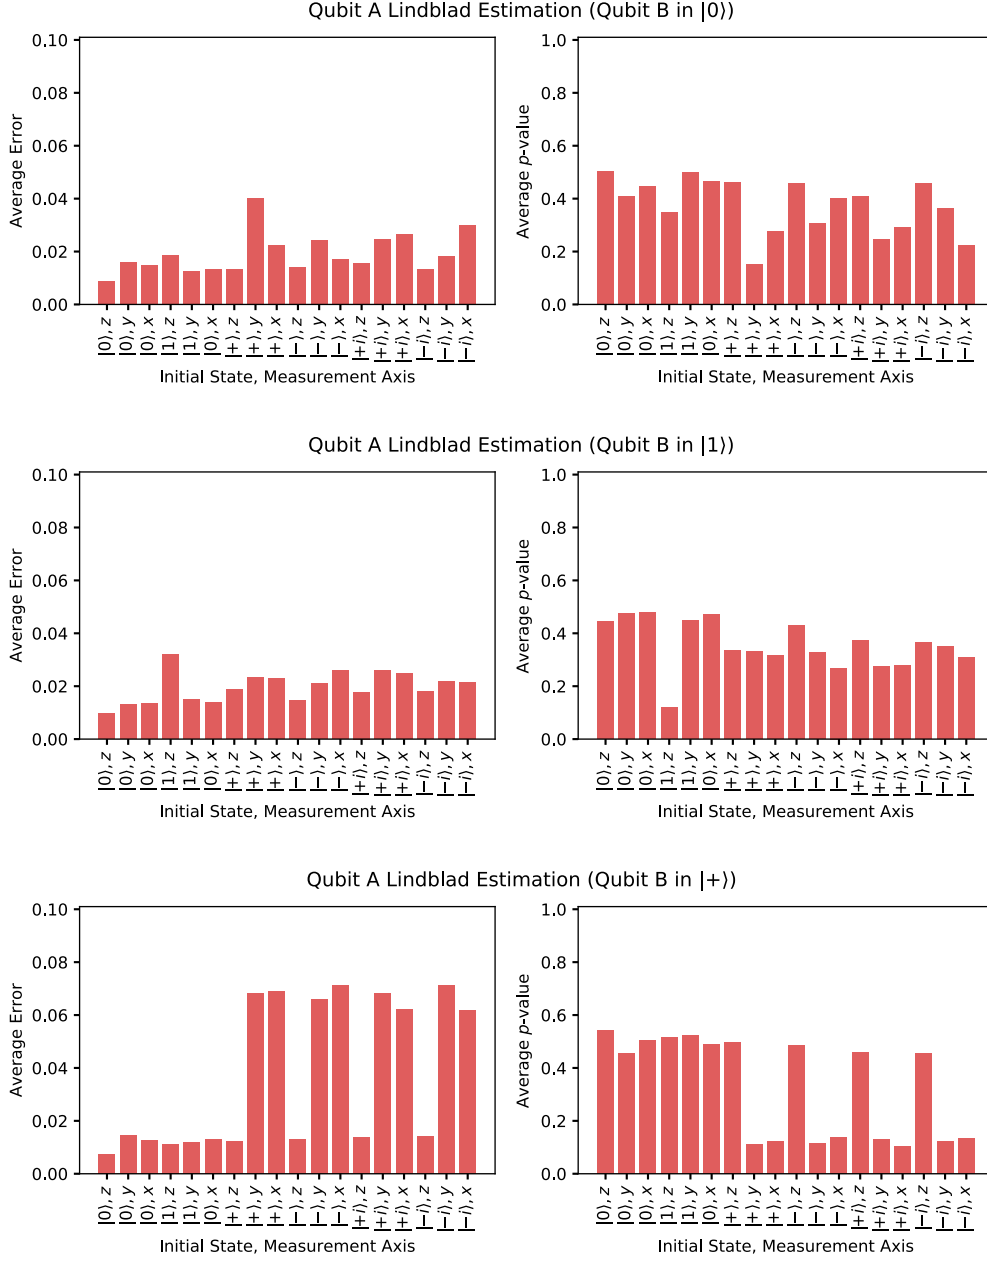 Qubit A Lindblad Estimation (Qubit B in |0⟩)
Average Error
0.10
0.08
0.06
0.04
0.02
0.00
|0⟩, z
|0⟩, y
|0⟩, x
|1⟩, z
|1⟩, y
|0⟩, x
|+⟩, z
|+⟩, y
|+⟩, x
|−⟩, z
|−⟩, y
|−⟩, x
|+i⟩, z
|+i⟩, y
|+i⟩, x
|−i⟩, z
|−i⟩, y
|−i⟩, x
Initial State, Measurement Axis
Average p-value
1.0
0.8
0.6
0.4
0.2
0.0
|0⟩, z
|0⟩, y
|0⟩, x
|1⟩, z
|1⟩, y
|0⟩, x
|+⟩, z
|+⟩, y
|+⟩, x
|−⟩, z
|−⟩, y
|−⟩, x
|+i⟩, z
|+i⟩, y
|+i⟩, x
|−i⟩, z
|−i⟩, y
|−i⟩, x
Initial State, Measurement Axis
Qubit A Lindblad Estimation (Qubit B in |1⟩)
Average Error
0.10
0.08
0.06
0.04
0.02
0.00
|0⟩, z
|0⟩, y
|0⟩, x
|1⟩, z
|1⟩, y
|0⟩, x
|+⟩, z
|+⟩, y
|+⟩, x
|−⟩, z
|−⟩, y
|−⟩, x
|+i⟩, z
|+i⟩, y
|+i⟩, x
|−i⟩, z
|−i⟩, y
|−i⟩, x
Initial State, Measurement Axis
Average p-value
1.0
0.8
0.6
0.4
0.2
0.0
|0⟩, z
|0⟩, y
|0⟩, x
|1⟩, z
|1⟩, y
|0⟩, x
|+⟩, z
|+⟩, y
|+⟩, x
|−⟩, z
|−⟩, y
|−⟩, x
|+i⟩, z
|+i⟩, y
|+i⟩, x
|−i⟩, z
|−i⟩, y
|−i⟩, x
Initial State, Measurement Axis
Qubit A Lindblad Estimation (Qubit B in |+⟩)
Average Error
0.10
0.08
0.06
0.04
0.02
0.00
|0⟩, z
|0⟩, y
|0⟩, x
|1⟩, z
|1⟩, y
|0⟩, x
|+⟩, z
|+⟩, y
|+⟩, x
|−⟩, z
|−⟩, y
|−⟩, x
|+i⟩, z
|+i⟩, y
|+i⟩, x
|−i⟩, z
|−i⟩, y
|−i⟩, x
Initial State, Measurement Axis
Average p-value
1.0
0.8
0.6
0.4
0.2
0.0
|0⟩, z
|0⟩, y
|0⟩, x
|1⟩, z
|1⟩, y
|0⟩, x
|+⟩, z
|+⟩, y
|+⟩, x
|−⟩, z
|−⟩, y
|−⟩, x
|+i⟩, z
|+i⟩, y
|+i⟩, x
|−i⟩, z
|−i⟩, y
|−i⟩, x
Initial State, Measurement Axis